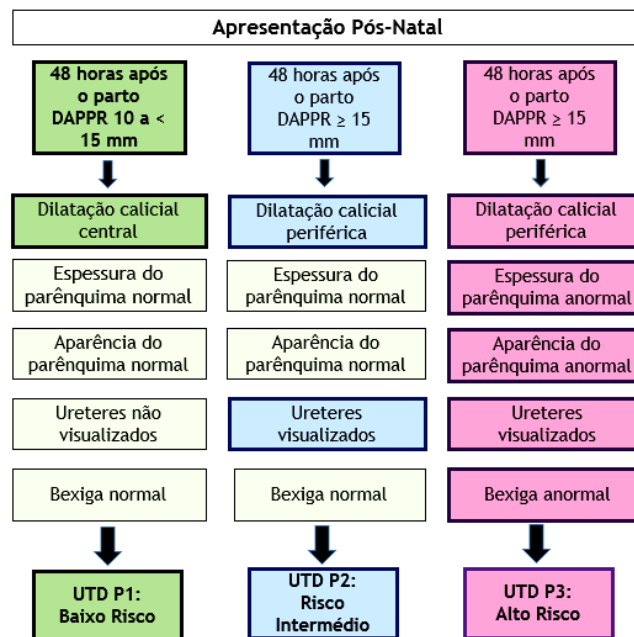 Apresentação Pós-Natal
48 horas após
o parto
DAPPR 10 a <
15 mm
48 horas após
o parto
DAPPR ≥ 15
mm
48 horas após
o parto
DAPPR ≥ 15
mm
Dilatação calicial
central
Dilatação calicial
periférica
Dilatação calicial
periférica
Espessura do
parênquima normal
Espessura do
parênquima normal
Espessura do
parênquima anormal
Aparência do
parênquima normal
Aparência do
parênquima normal
Aparência do
parênquima anormal
Ureteres não
visualizados
Ureteres
visualizados
Ureteres
visualizados
Bexiga normal
Bexiga normal
Bexiga anormal
UTD P1:
Baixo Risco
UTD P2:
Risco
Intermédio
UTD P3:
Alto Risco